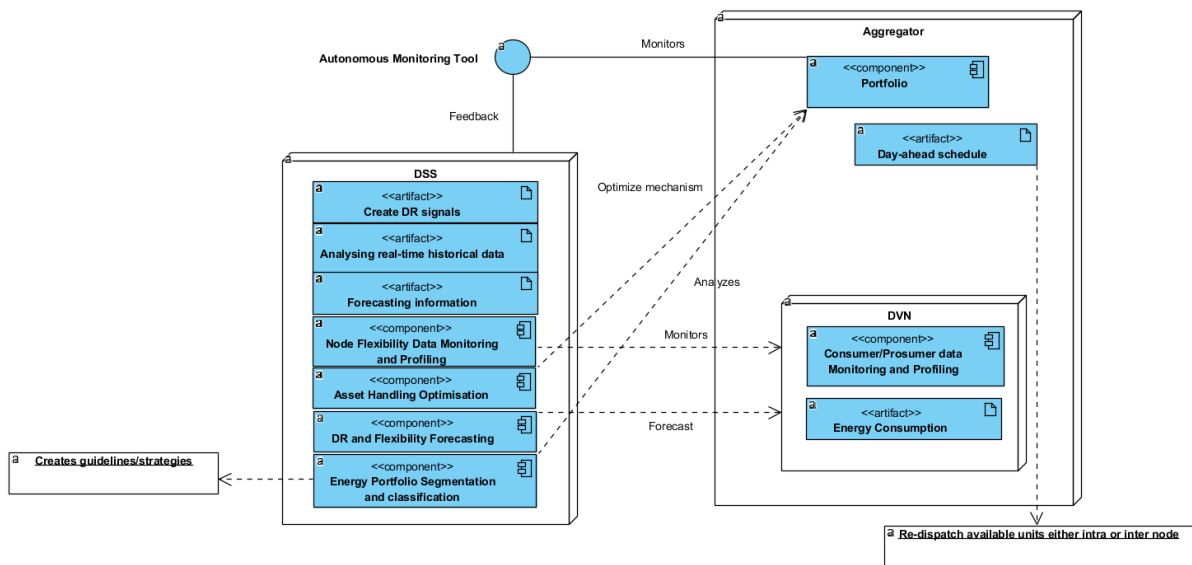 Aggregator
Monitors
Autonomous Monitoring Tool
a
a
a
<<component>>
Portfolio
Feedback
a
<<artifact>>
Day-ahead schedule
a
DSS
a
<<artifact>>
Create DR signals
Optimize mechanism
a
<<artifact>>
Analysing real-time historical data
a
<<artifact>>
Forecasting information
Analyzes
a
DVN
a
<<component>>
Node Flexibility Data Monitoring
and Profiling
Monitors
a
<<component>>
Consumer/Prosumer data
Monitoring and Profiling
a
<<component>>
Asset Handling Optimisation
a
<<component>>
DR and Flexibility Forecasting
Forecast
a
<<artifact>>
Energy Consumption
a
<<component>>
Energy Portfolio Segmentation
and classification
a
Creates guidelines/strategies
a
Re-dispatch available units either intra or inter node